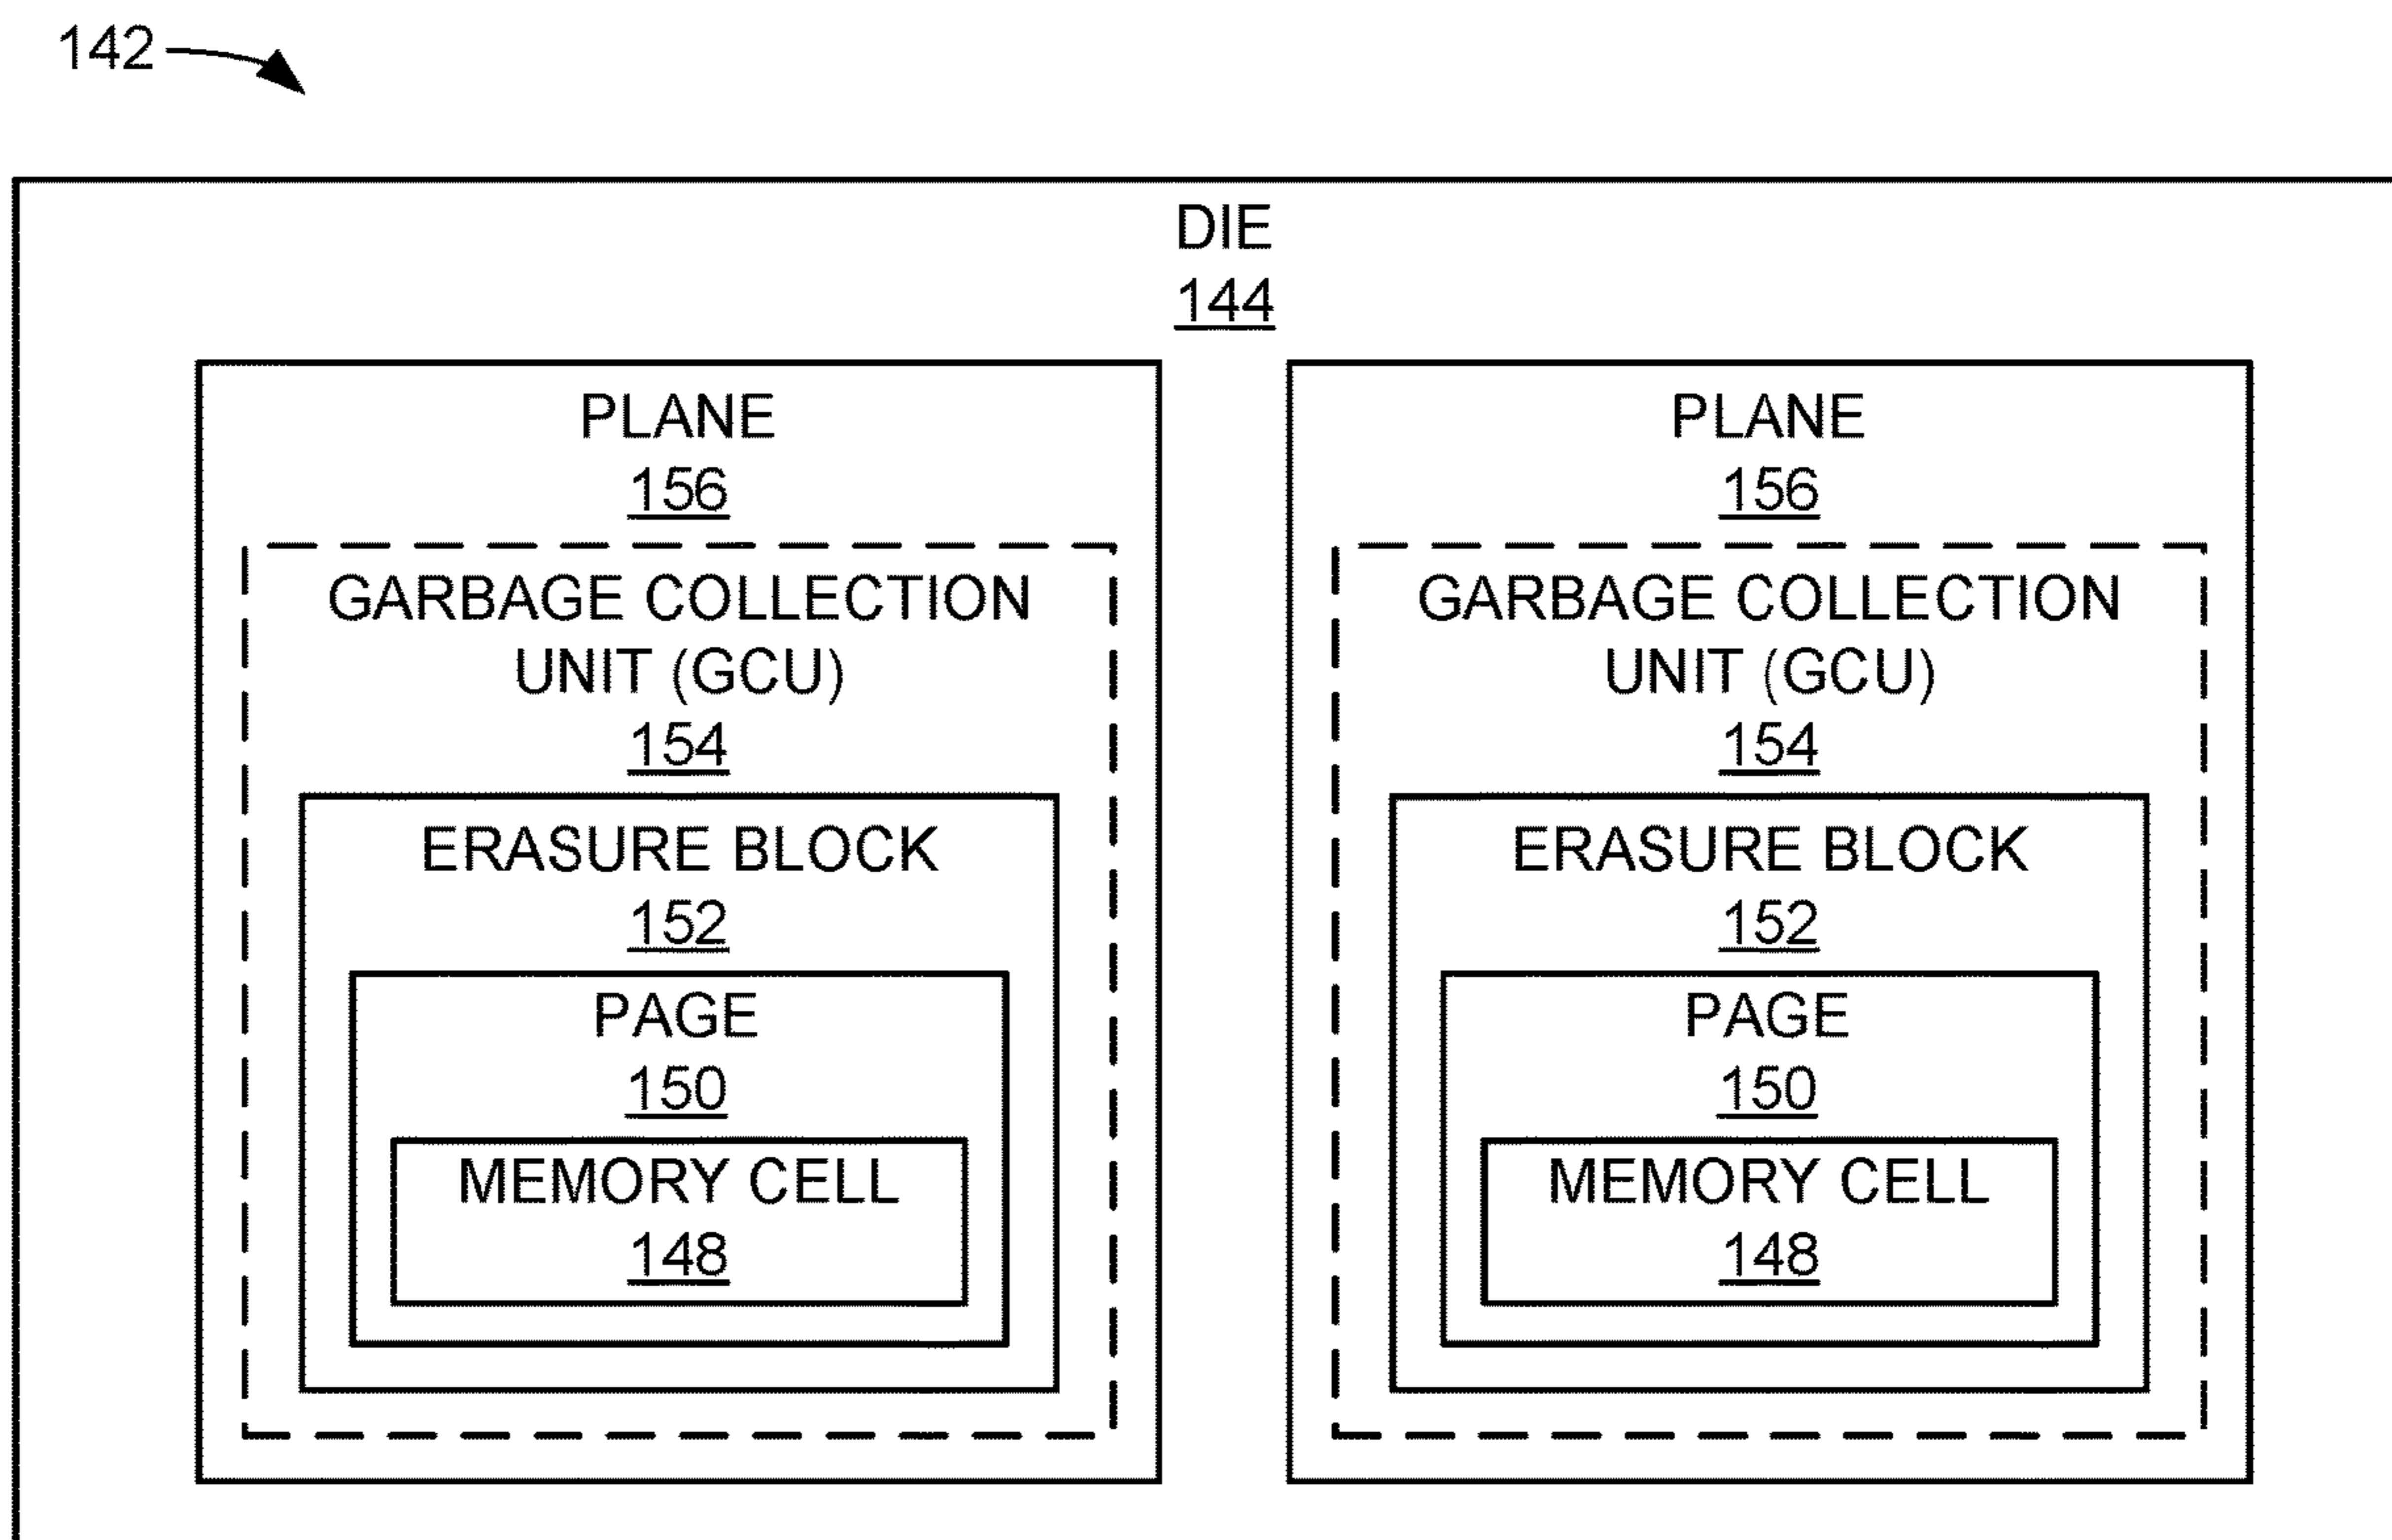 142
DIE
144
PLANE
156
GARBAGE COLLECTION
UNIT (GCU)
154
ERASURE BLOCK
152
PAGE
150
MEMORY CELL
148
PLANE
156
GARBAGE COLLECTION
UNIT (GCU)
154
ERASURE BLOCK
152
PAGE
150
MEMORY CELL
148